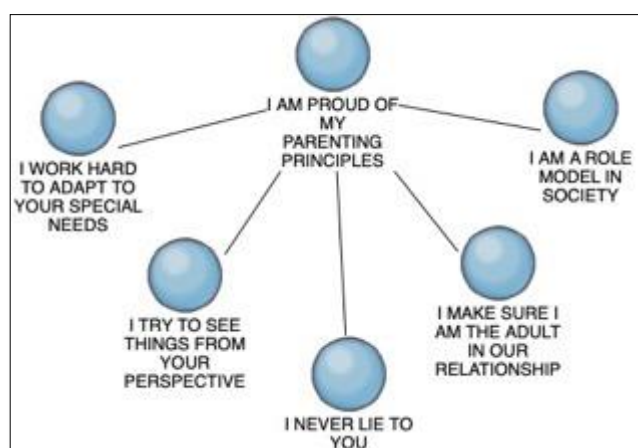 I AM PROUD OF
MY
PARENTING
PRINCIPLES
I WORK HARD
TO ADAPT TO
YOUR SPECIAL
NEEDS
I AM A ROLE
MODEL IN
SOCIETY
I TRY TO SEE
THINGS FROM
YOUR
PERSPECTIVE
I MAKE SURE I
AM THE ADULT
IN OUR
RELATIONSHIP
I NEVER LIE TO
YOU